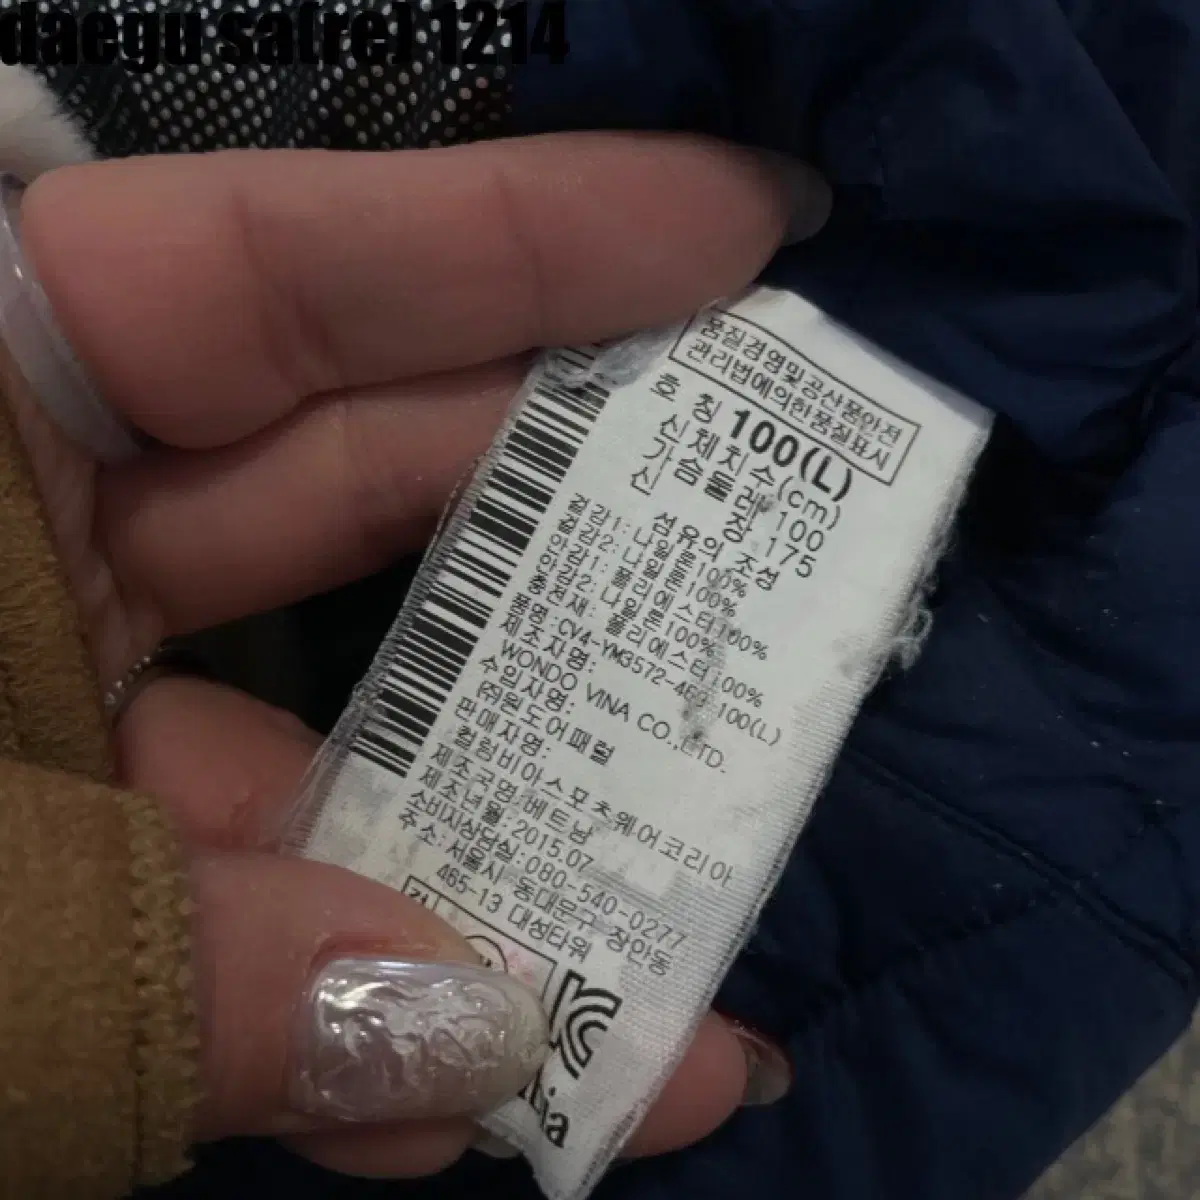 daegu sa(re) 1214
품질경영및공산품안전
관리법에의한품질표시
호 칭 100(L)
신체치수(cm)
가슴둘레 100
신 장 175
섬유의 조성
겉감1: 나일론100%
겉감2: 나일론100%
안감1: 폴리에스터100%
안감2: 나일론100%
충전재: 폴리에스터100%
품명:CV4-YM3572- 100(L)
제조자명:
WONDO VINA CO.,LTD.
수입자명:
㈜원도어패럴
판매자명:
컬럼비아스포츠웨어코리아
제조국명:베트남
제조년월:2015.07
소비자상담실:080-540-0277
주소:서울시 동대문구 장안동
465-13 대성타워